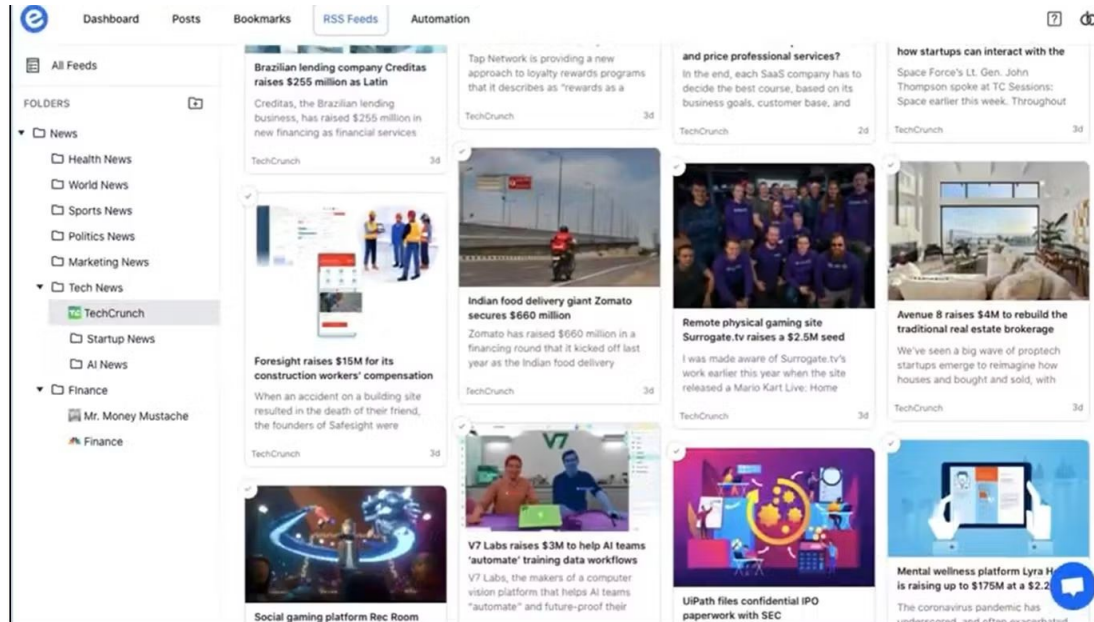 e
Dashboard
Posts
Bookmarks
RSS Feeds
Automation
?
All Feeds
FOLDERS
News
Health News
World News
Sports News
Politics News
Marketing News
Tech News
TechCrunch
Startup News
AI News
FInance
Mr. Money Mustache
Finance
Brazilian lending company Creditas
raises $255 million as Latin
Creditas, the Brazilian lending
business, has raised $255 million in
new financing as financial services
TechCrunch 3d
Foresight raises $15M for its
construction workers' compensation
When an accident on a building site
resulted in the death of their friend,
the founders of Safesight were
TechCrunch 3d
Social gaming platform Rec Room
Tap Network is providing a new
approach to loyalty rewards programs
that it describes as "rewards as a
TechCrunch 3d
Indian food delivery giant Zomato
secures $660 million
Zomato has raised $660 million in a
financing round that it kicked off last
year as the Indian food delivery
TechCrunch 3d
V7
V7 Labs raises $3M to help AI teams
'automate' training data workflows
V7 Labs, the makers of a computer
vision platform that helps AI teams
"automate" and future-proof their
and price professional services?
In the end, each SaaS company has to
decide the best course, based on its
business goals, customer base, and
TechCrunch 2d
Remote physical gaming site
Surrogate.tv raises a $2.5M seed
I was made aware of Surrogate.tv's
work earlier this year when the site
released a Mario Kart Live: Home
TechCrunch 3d
UiPath files confidential IPO
paperwork with SEC
how startups can interact with the
Space Force's Lt. Gen. John
Thompson spoke at TC Sessions:
Space earlier this week. Throughout
TechCrunch 3d
Avenue 8 raises $4M to rebuild the
traditional real estate brokerage
We've seen a big wave of proptech
startups emerge to reimagine how
houses and bought and sold, with
TechCrunch 3d
Mental wellness platform Lyra H
is raising up to $175M at a $2.2
The coronavirus pandemic has
underscored, and often exacerbated